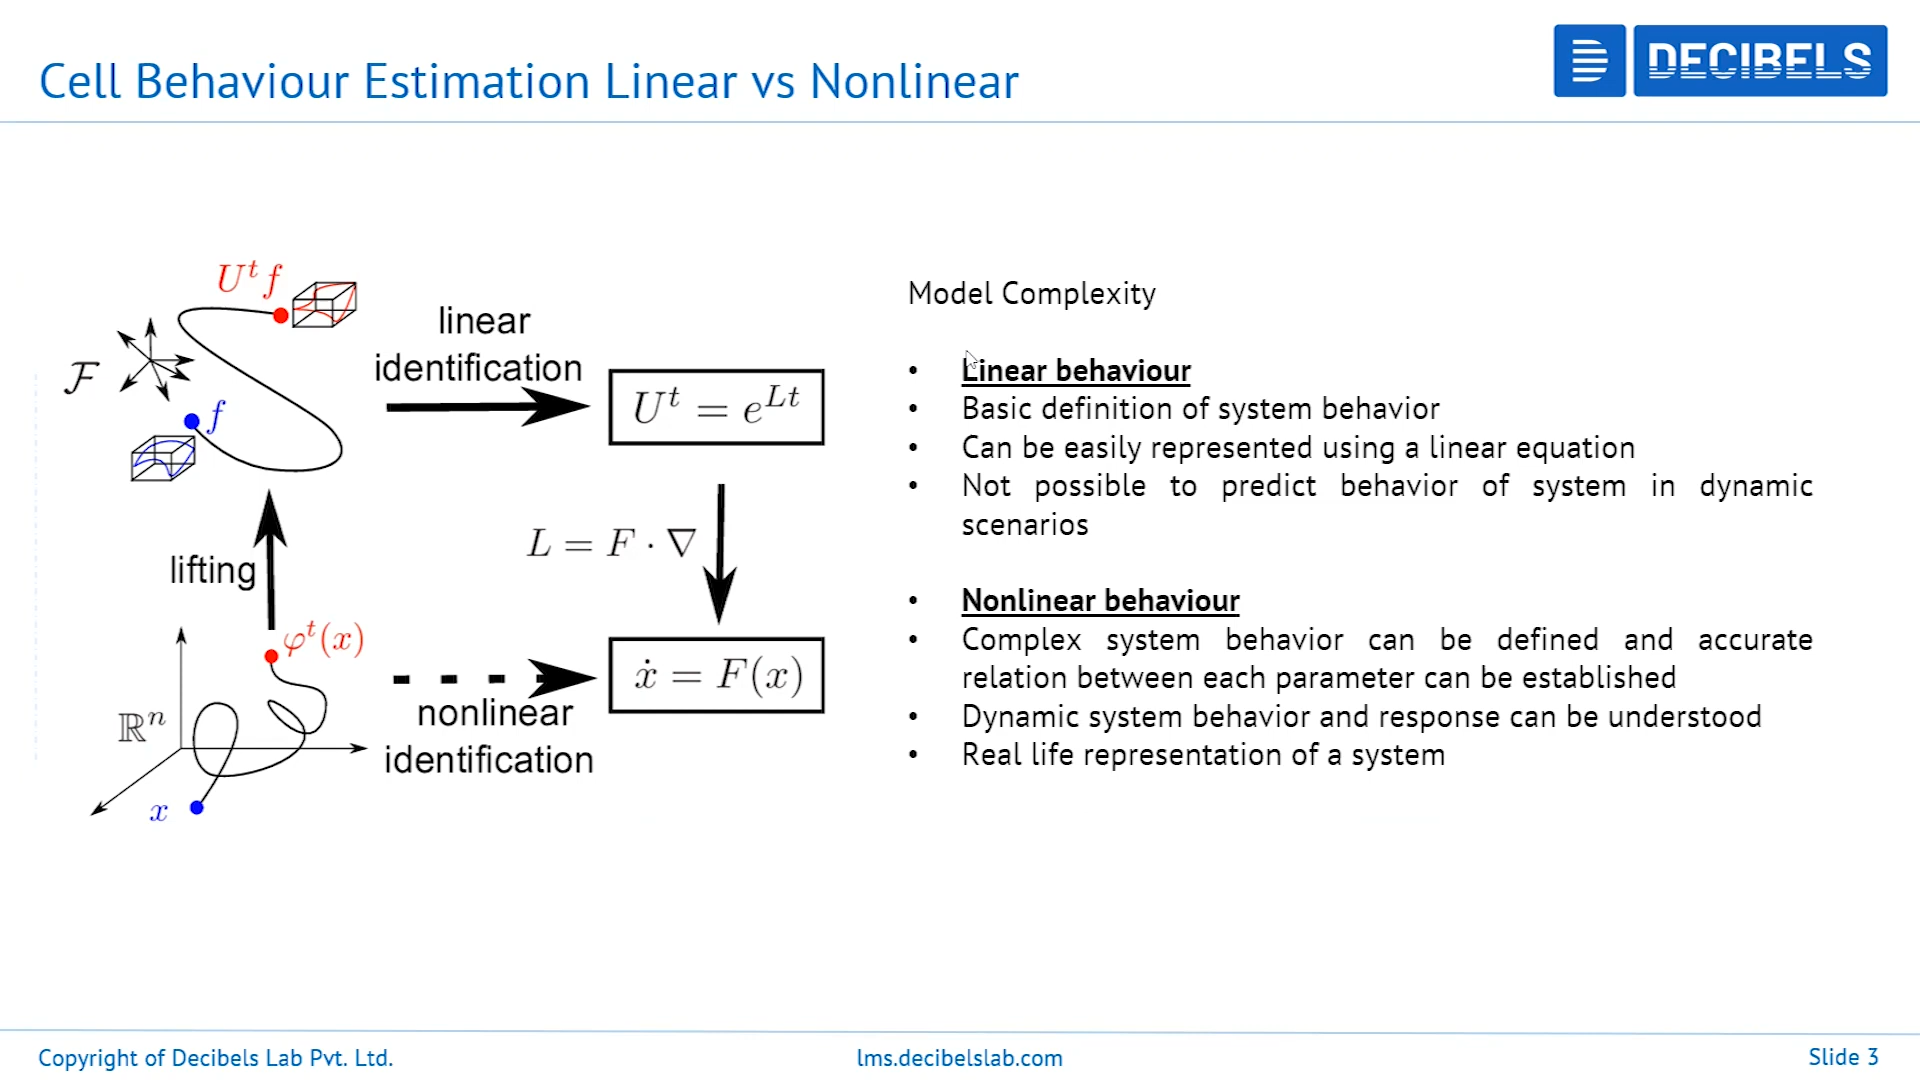 Cell Behaviour Estimation Linear vs Nonlinear
DECIBELS
U^t f
linear
identification
ℱ
f
U^t = e^{Lt}
L = F · ∇
lifting
φ^t(x)
ẋ = F(x)
nonlinear
identification
ℝ^n
x
Model Complexity
• Linear behaviour
• Basic definition of system behavior
• Can be easily represented using a linear equation
• Not possible to predict behavior of system in dynamic
scenarios
• Nonlinear behaviour
• Complex system behavior can be defined and accurate
relation between each parameter can be established
• Dynamic system behavior and response can be understood
• Real life representation of a system
Copyright of Decibels Lab Pvt. Ltd.
lms.decibelslab.com
Slide 3